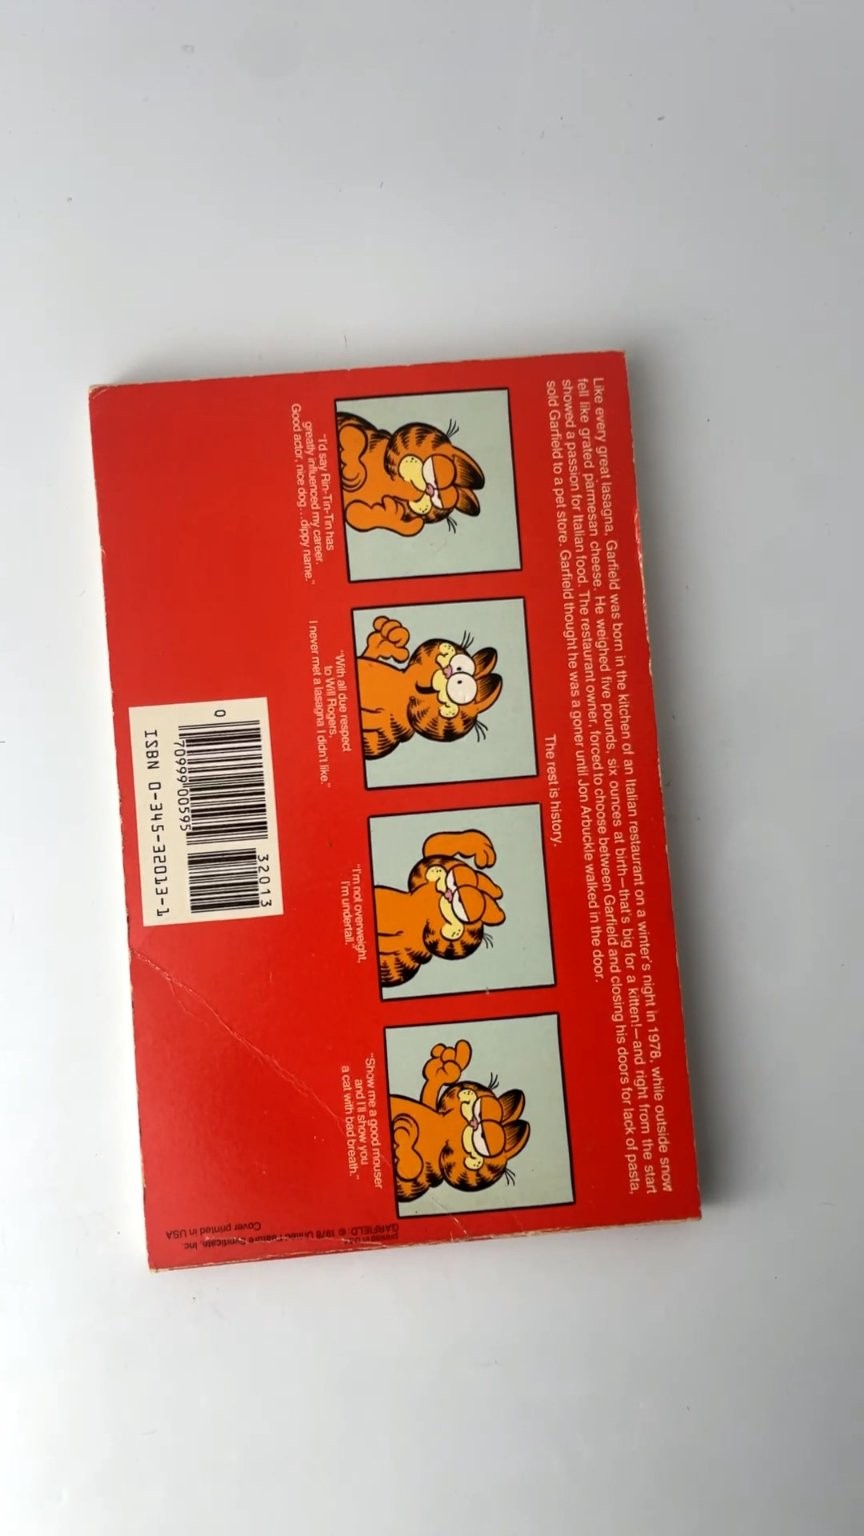 Like every great lasagna, Garfield was born in the kitchen of an Italian restaurant on a winter's night in 1978, while outside snow
fell like grated parmesan cheese. He weighed five pounds, six ounces at birth—that's big for a kitten!—and right from the start
showed a passion for Italian food. The restaurant owner, forced to choose between Garfield and closing his doors for lack of pasta,
sold Garfield to a pet store. Garfield thought he was a goner until Jon Arbuckle walked in the door.
The rest is history.
"I'd say Rin-Tin-Tin has
greatly influenced my career.
Good actor, nice dog... dippy name."
"With all due respect
to Will Rogers,
I never met a lasagna I didn't like."
"I'm not overweight,
I'm undertall."
"Show me a good mouser
and I'll show you
a cat with bad breath."
32013
0
70999 00595
ISBN 0-345-32013-1
GARFIELD: © 1978 United Feature Syndicate, Inc.
Cover printed in USA